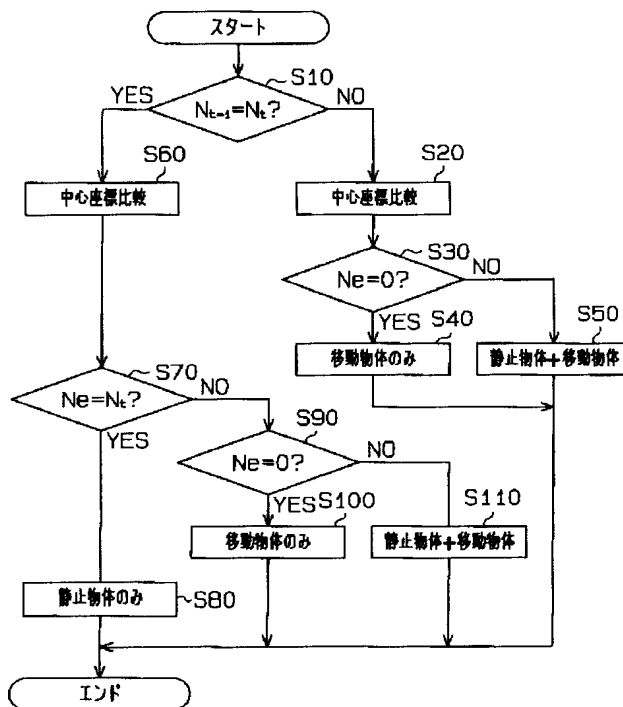 スタート
S10
YES
Nt-1=Nt?
NO
S60
中心座標比較
S20
中心座標比較
S30
Ne=0?
NO
YES
S40
移動物体のみ
S50
静止物体+移動物体
S70
Ne=Nt?
NO
YES
S90
Ne=0?
NO
YES
S100
移動物体のみ
S110
静止物体+移動物体
静止物体のみ
S80
エンド